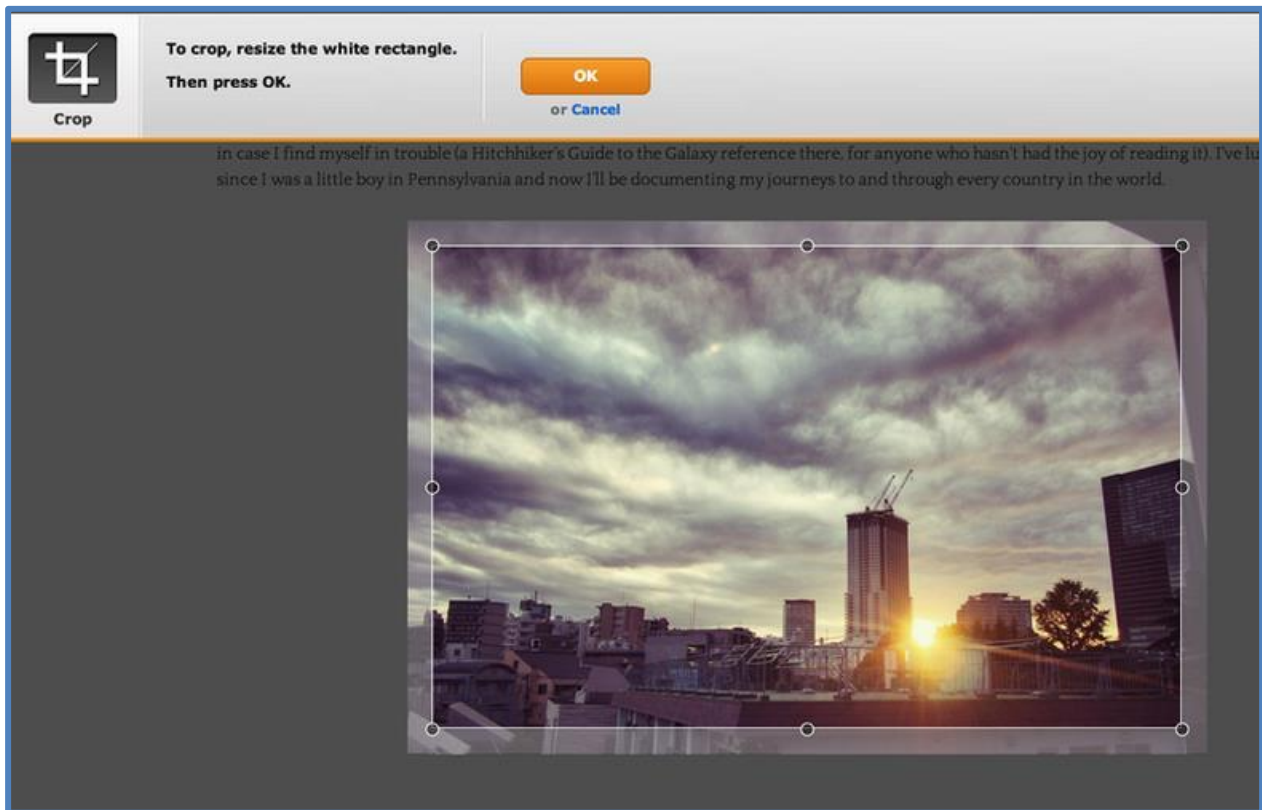 To crop, resize the white rectangle.
Then press OK.
OK
or Cancel
Crop
in case I find myself in trouble (a Hitchhiker's Guide to the Galaxy reference there, for anyone who hasn't had the joy of reading it). I've lu
since I was a little boy in Pennsylvania and now I'll be documenting my journeys to and through every country in the world.